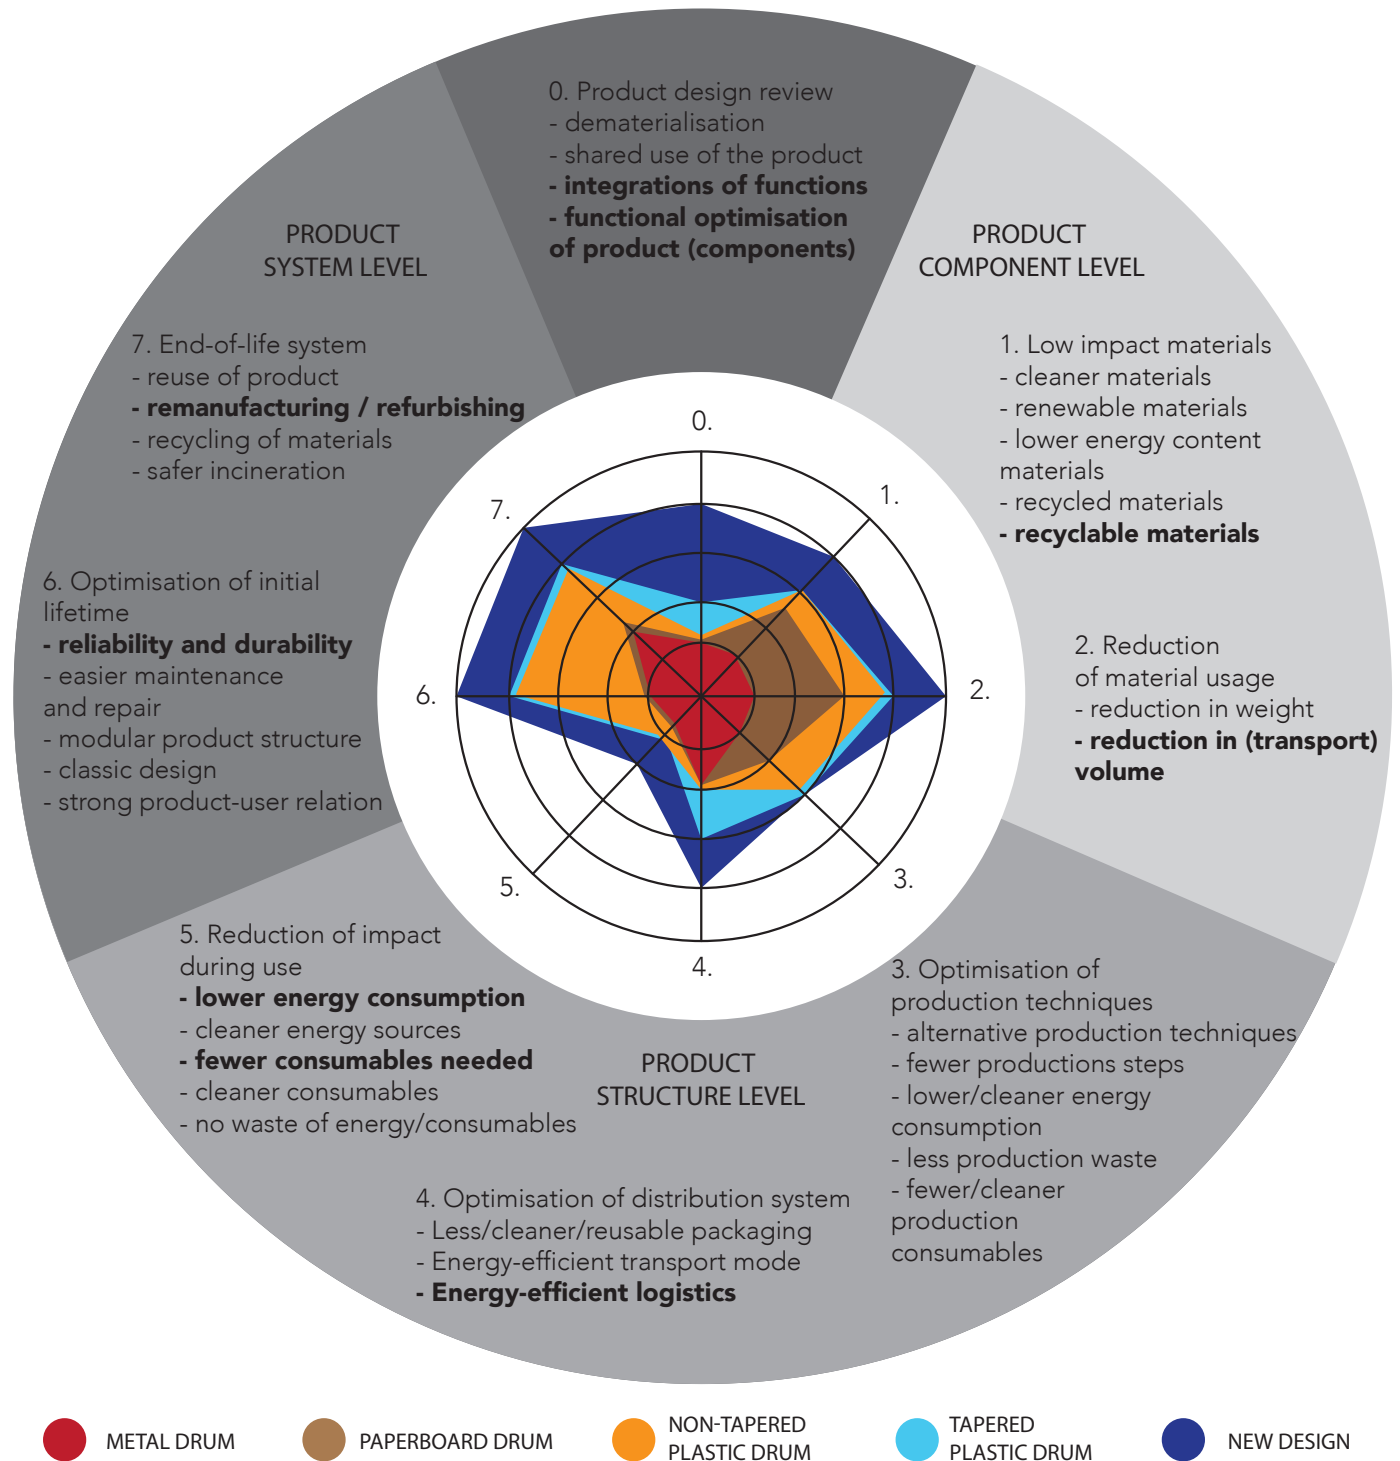 0. Product design review
- dematerialisation
- shared use of the product
- integrations of functions
- functional optimisation
of product (components)
PRODUCT
SYSTEM LEVEL
PRODUCT
COMPONENT LEVEL
7. End-of-life system
- reuse of product
- remanufacturing / refurbishing
- recycling of materials
- safer incineration
1. Low impact materials
- cleaner materials
- renewable materials
- lower energy content
materials
- recycled materials
- recyclable materials
0.
1.
2.
3.
4.
5.
6.
7.
6. Optimisation of initial
lifetime
- reliability and durability
- easier maintenance
and repair
- modular product structure
- classic design
- strong product-user relation
2. Reduction
of material usage
- reduction in weight
- reduction in (transport)
volume
5. Reduction of impact
during use
- lower energy consumption
- cleaner energy sources
- fewer consumables needed
- cleaner consumables
- no waste of energy/consumables
PRODUCT
STRUCTURE LEVEL
3. Optimisation of
production techniques
- alternative production techniques
- fewer productions steps
- lower/cleaner energy
consumption
- less production waste
- fewer/cleaner
production
consumables
4. Optimisation of distribution system
- Less/cleaner/reusable packaging
- Energy-efficient transport mode
- Energy-efficient logistics
METAL DRUM
PAPERBOARD DRUM
NON-TAPERED
PLASTIC DRUM
TAPERED
PLASTIC DRUM
NEW DESIGN